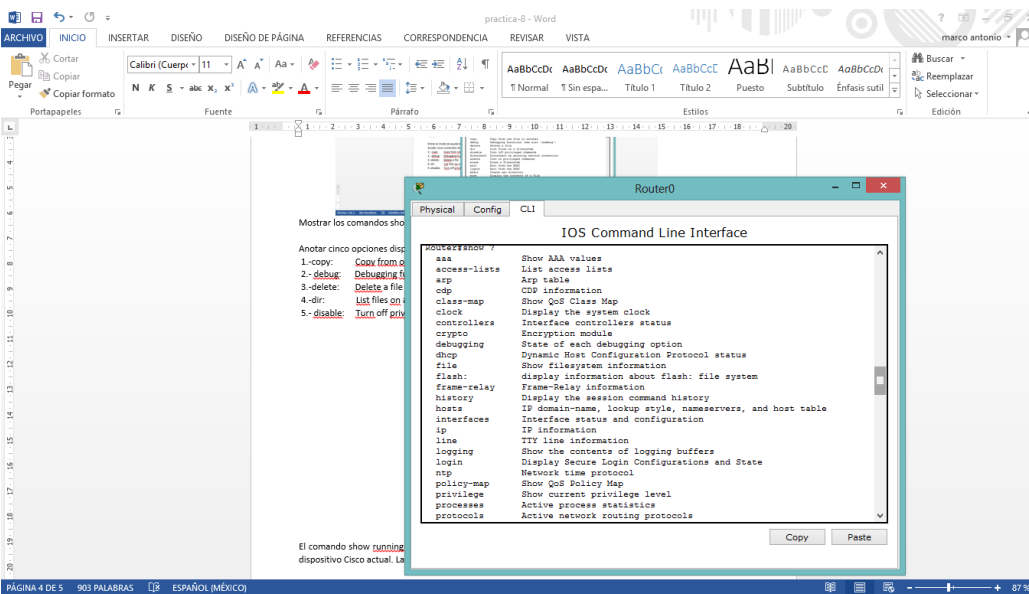 practica-8 - Word
ARCHIVO INICIO INSERTAR DISEÑO DISEÑO DE PÁGINA REFERENCIAS CORRESPONDENCIA REVISAR VISTA marco antonio
Cortar
Copiar
Copiar formato
Pegar
Portapapeles
Calibri (Cuerpc 11
N K S abc x₂ x²
Fuente
Párrafo
AaBbCcDc AaBbCcDc AaBbCc AaBbCcE AaBl AaBbCcE AaBbCcDc
¶ Normal ¶ Sin espa... Título 1 Título 2 Puesto Subtítulo Énfasis sutil
Estilos
Buscar
Reemplazar
Seleccionar
Edición
Mostrar los comandos sho
Anotar cinco opciones disp
1.-copy: Copy from o
2.- debug: Debugging fu
3.-delete: Delete a file
4.-dir: List files on a
5.- disable: Turn off priv
El comando show running
dispositivo Cisco actual. La
Router0
Physical Config CLI
IOS Command Line Interface
Router#show ?
aaa Show AAA values
access-lists List access lists
arp Arp table
cdp CDP information
class-map Show QoS Class Map
clock Display the system clock
controllers Interface controllers status
crypto Encryption module
debugging State of each debugging option
dhcp Dynamic Host Configuration Protocol status
file Show filesystem information
flash: display information about flash: file system
frame-relay Frame-Relay information
history Display the session command history
hosts IP domain-name, lookup style, nameservers, and host table
interfaces Interface status and configuration
ip IP information
line TTY line information
logging Show the contents of logging buffers
login Display Secure Login Configurations and State
ntp Network time protocol
policy-map Show QoS Policy Map
privilege Show current privilege level
processes Active process statistics
protocols Active network routing protocols
Copy Paste
PÁGINA 4 DE 5 903 PALABRAS ESPAÑOL (MÉXICO) 87 %